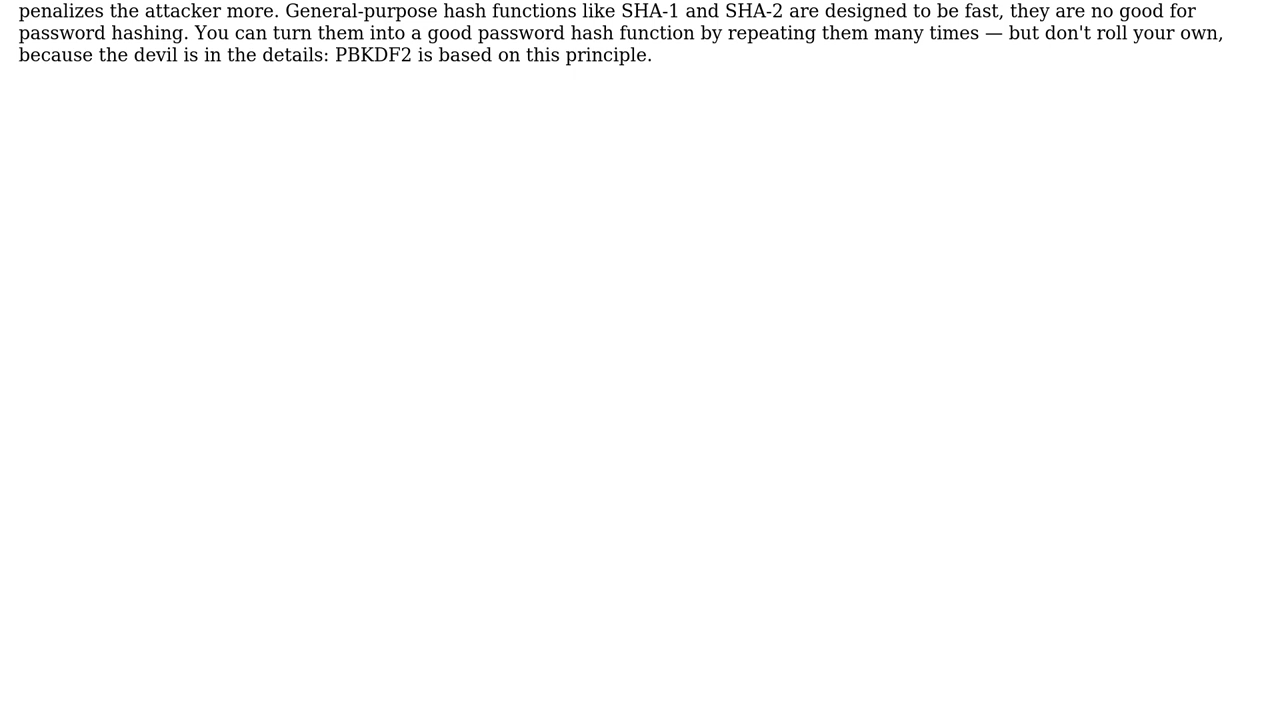 penalizes the attacker more. General-purpose hash functions like SHA-1 and SHA-2 are designed to be fast, they are no good for
password hashing. You can turn them into a good password hash function by repeating them many times — but don't roll your own,
because the devil is in the details: PBKDF2 is based on this principle.